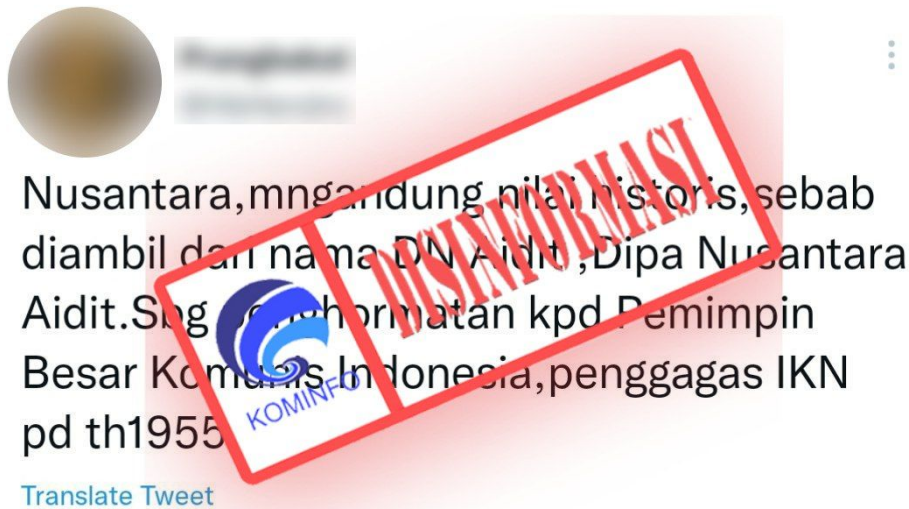 Nusantara,mngandung nilai historis,sebab
diambil dari nama DN Aidit ,Dipa Nusantara
Aidit.Sbg penghormatan kpd Pemimpin
Besar Komunis Indonesia,penggagas IKN
pd th1955
DISINFORMASI
KOMINFO
Translate Tweet